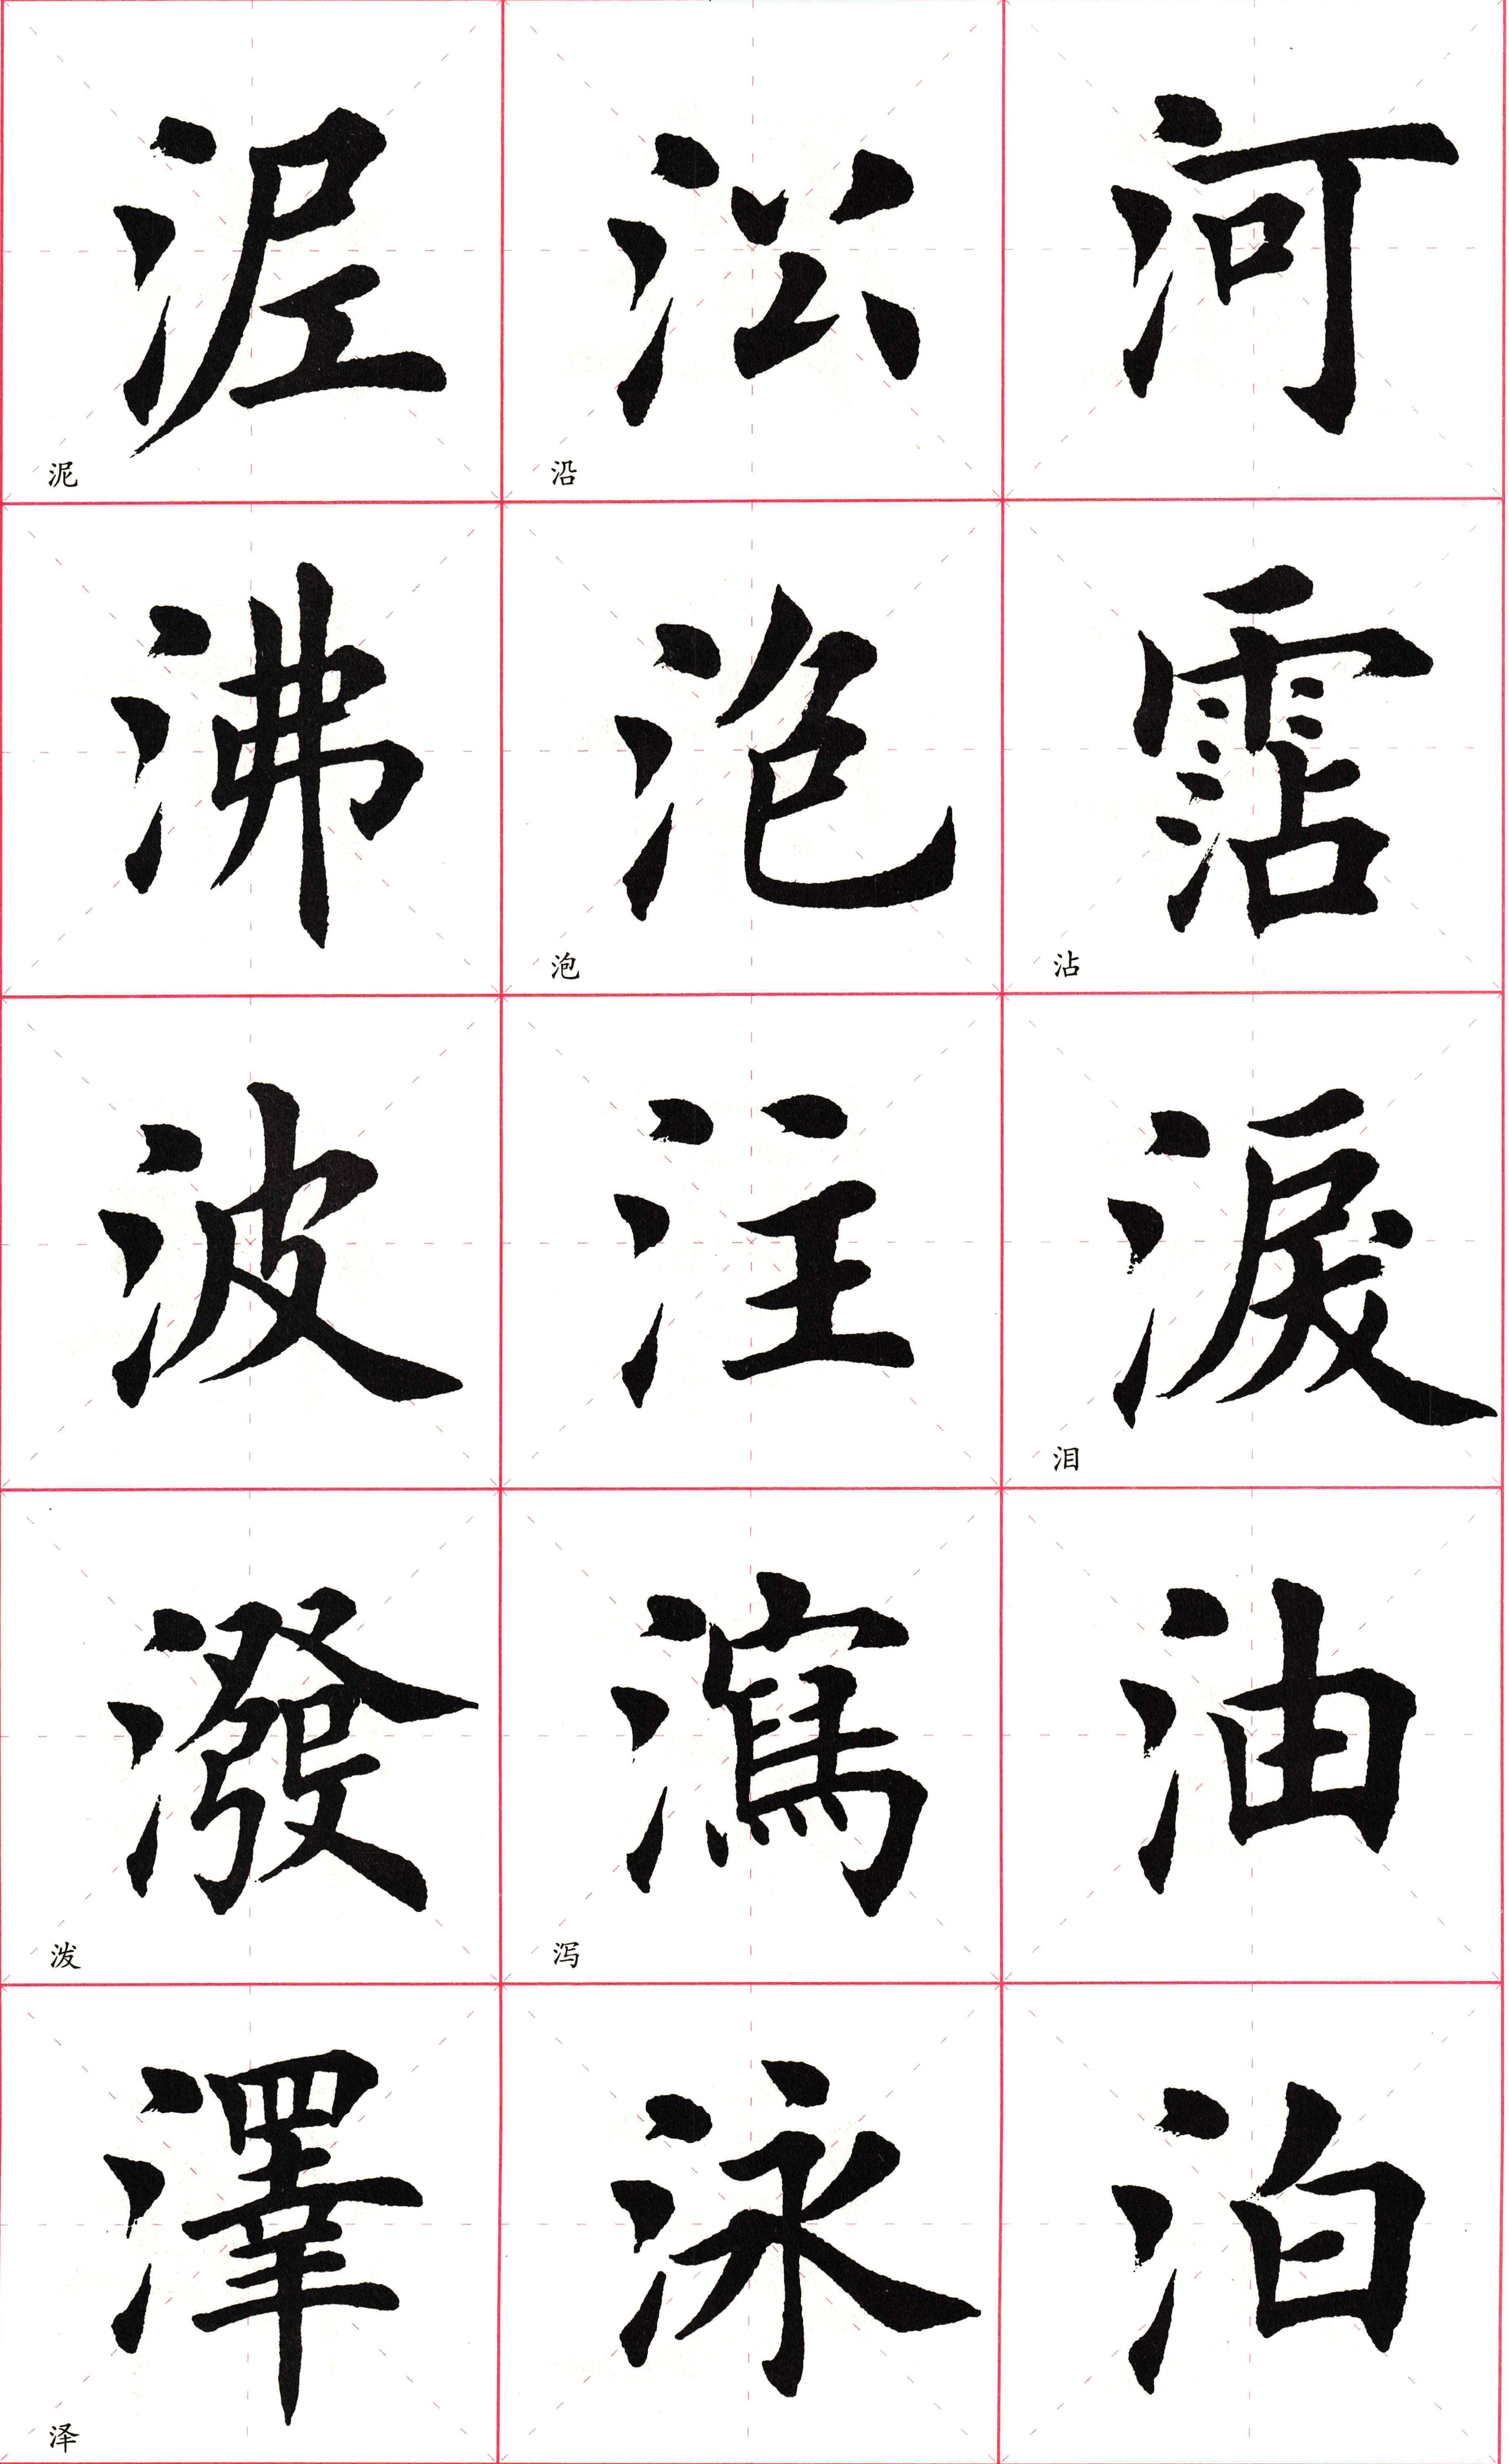 河
霑
沾
淚
泪
油
泊
㳂
沿
泡
泡
注
瀉
泻
泳
泥
泥
沸
波
潑
泼
澤
泽